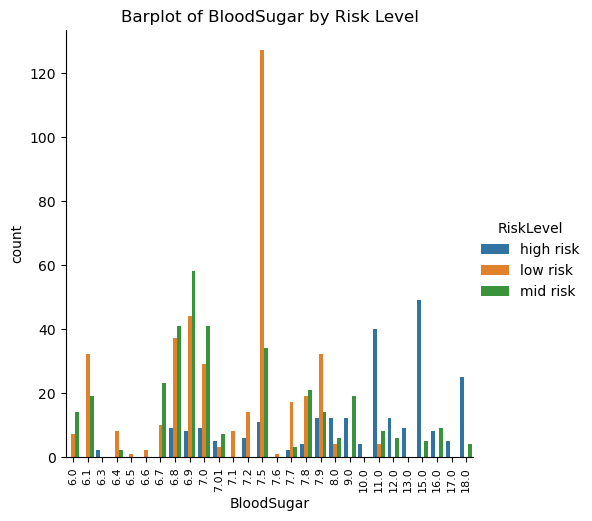 Barplot of BloodSugar by Risk Level
count
120
100
80
60
40
20
0
6.0 6.1 6.3 6.4 6.5 6.6 6.7 6.8 6.9 7.0 7.01 7.1 7.2 7.5 7.6 7.7 7.8 7.9 8.0 9.0 10.0 11.0 12.0 13.0 15.0 16.0 17.0 18.0
BloodSugar
RiskLevel
high risk
low risk
mid risk